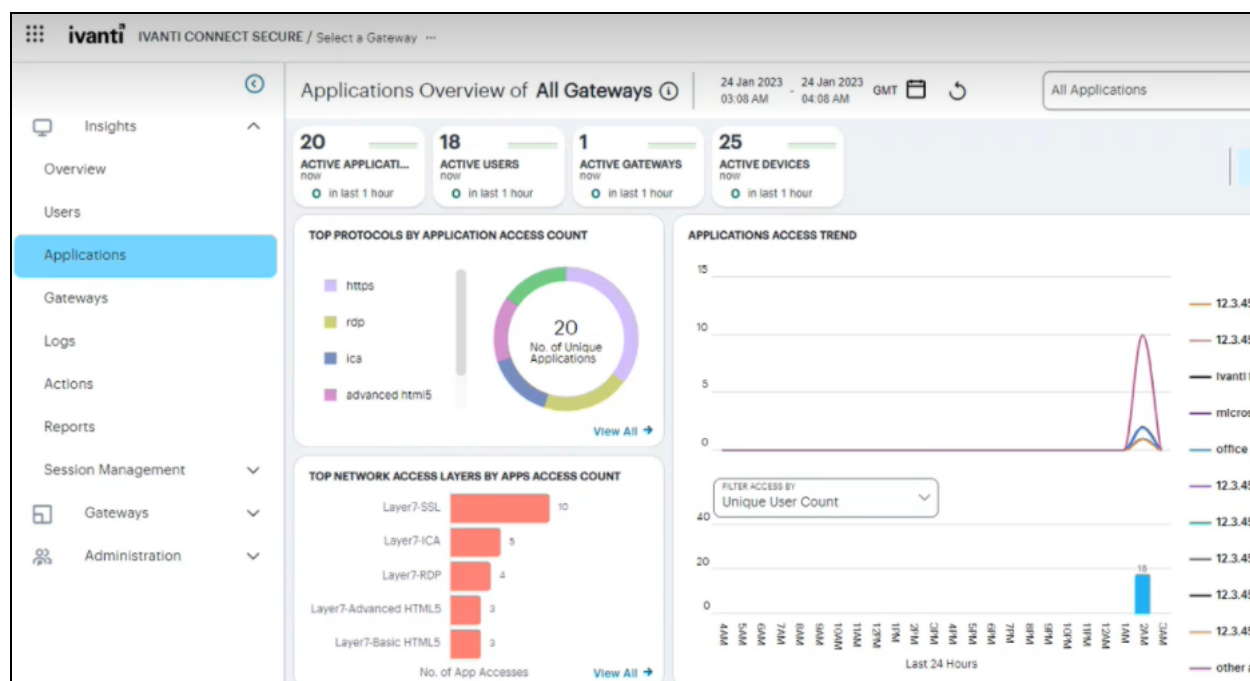 ivanti IVANTI CONNECT SECURE / Select a Gateway ...
Insights
Overview
Users
Applications
Gateways
Logs
Actions
Reports
Session Management
Gateways
Administration
Applications Overview of All Gateways
24 Jan 2023 03:08 AM - 24 Jan 2023 04:08 AM GMT
All Applications
20
ACTIVE APPLICATI...
now
0 in last 1 hour
18
ACTIVE USERS
now
0 in last 1 hour
1
ACTIVE GATEWAYS
now
0 in last 1 hour
25
ACTIVE DEVICES
now
0 in last 1 hour
TOP PROTOCOLS BY APPLICATION ACCESS COUNT
https
rdp
ica
advanced html5
20
No. of Unique
Applications
View All
TOP NETWORK ACCESS LAYERS BY APPS ACCESS COUNT
Layer7-SSL 10
Layer7-ICA 5
Layer7-RDP 4
Layer7-Advanced HTML5 3
Layer7-Basic HTML5 3
No. of App Accesses
View All
APPLICATIONS ACCESS TREND
15
10
5
0
FILTER ACCESS BY
Unique User Count
40
20
0
18
4AM 5AM 6AM 7AM 8AM 9AM 10AM 11AM 12PM 1PM 2PM 3PM 4PM 5PM 6PM 7PM 8PM 9PM 10PM 11PM 12AM 1AM 2AM 3AM
Last 24 Hours
12.3.45
12.3.45
ivanti
micros
office
12.3.45
12.3.45
12.3.45
12.3.45
12.3.45
other a